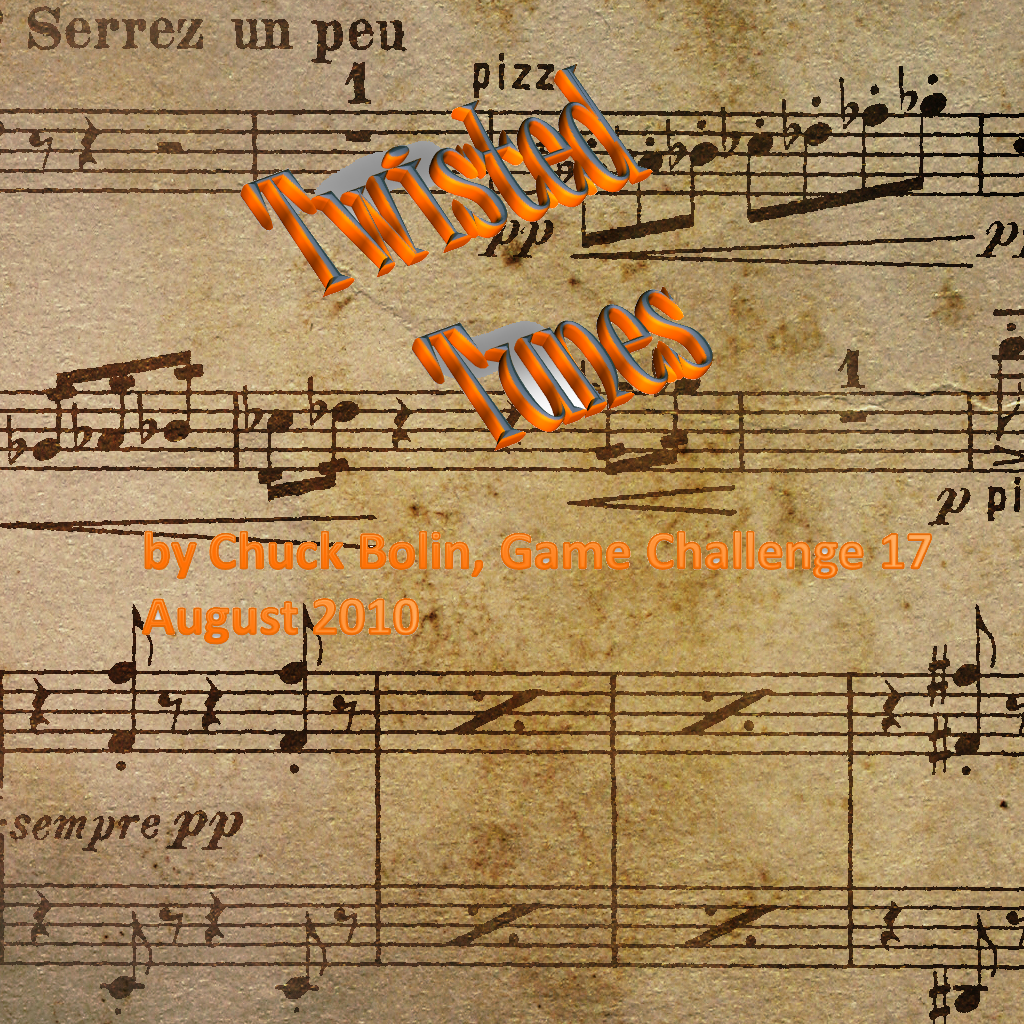 Serrez un peu
1
pizz
Twisted
pp
Tunes
1
p pi
by Chuck Bolin, Game Challenge 17
August 2010
sempre pp